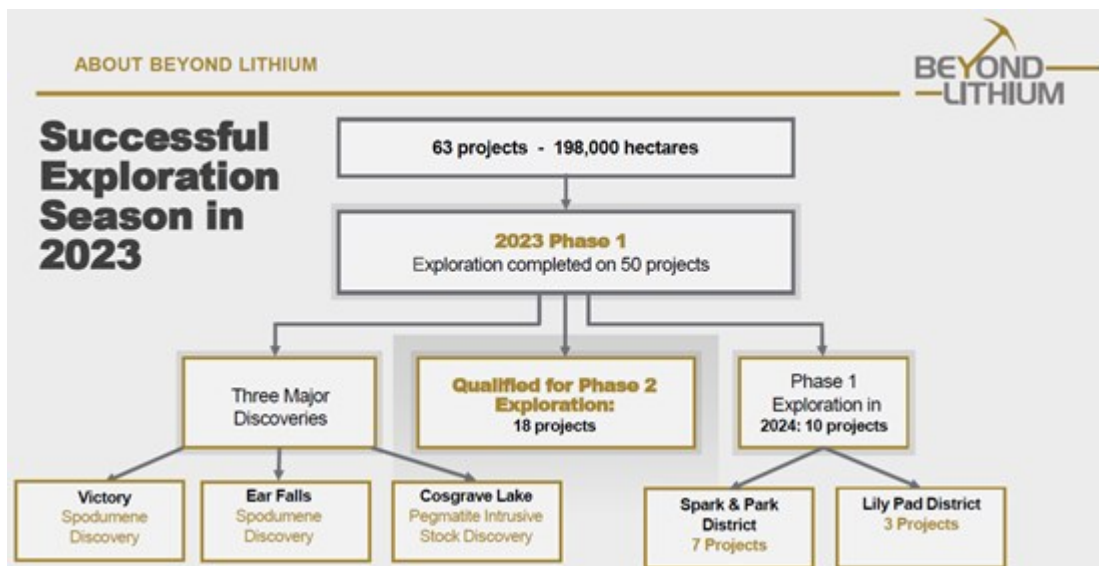 ABOUT BEYOND LITHIUM
BEYOND
LITHIUM
Successful
Exploration
Season in
2023
63 projects - 198,000 hectares
2023 Phase 1
Exploration completed on 50 projects
Three Major
Discoveries
Qualified for Phase 2
Exploration:
18 projects
Phase 1
Exploration in
2024: 10 projects
Victory
Spodumene
Discovery
Ear Falls
Spodumene
Discovery
Cosgrave Lake
Pegmatite Intrusive
Stock Discovery
Spark & Park
District
7 Projects
Lily Pad District
3 Projects